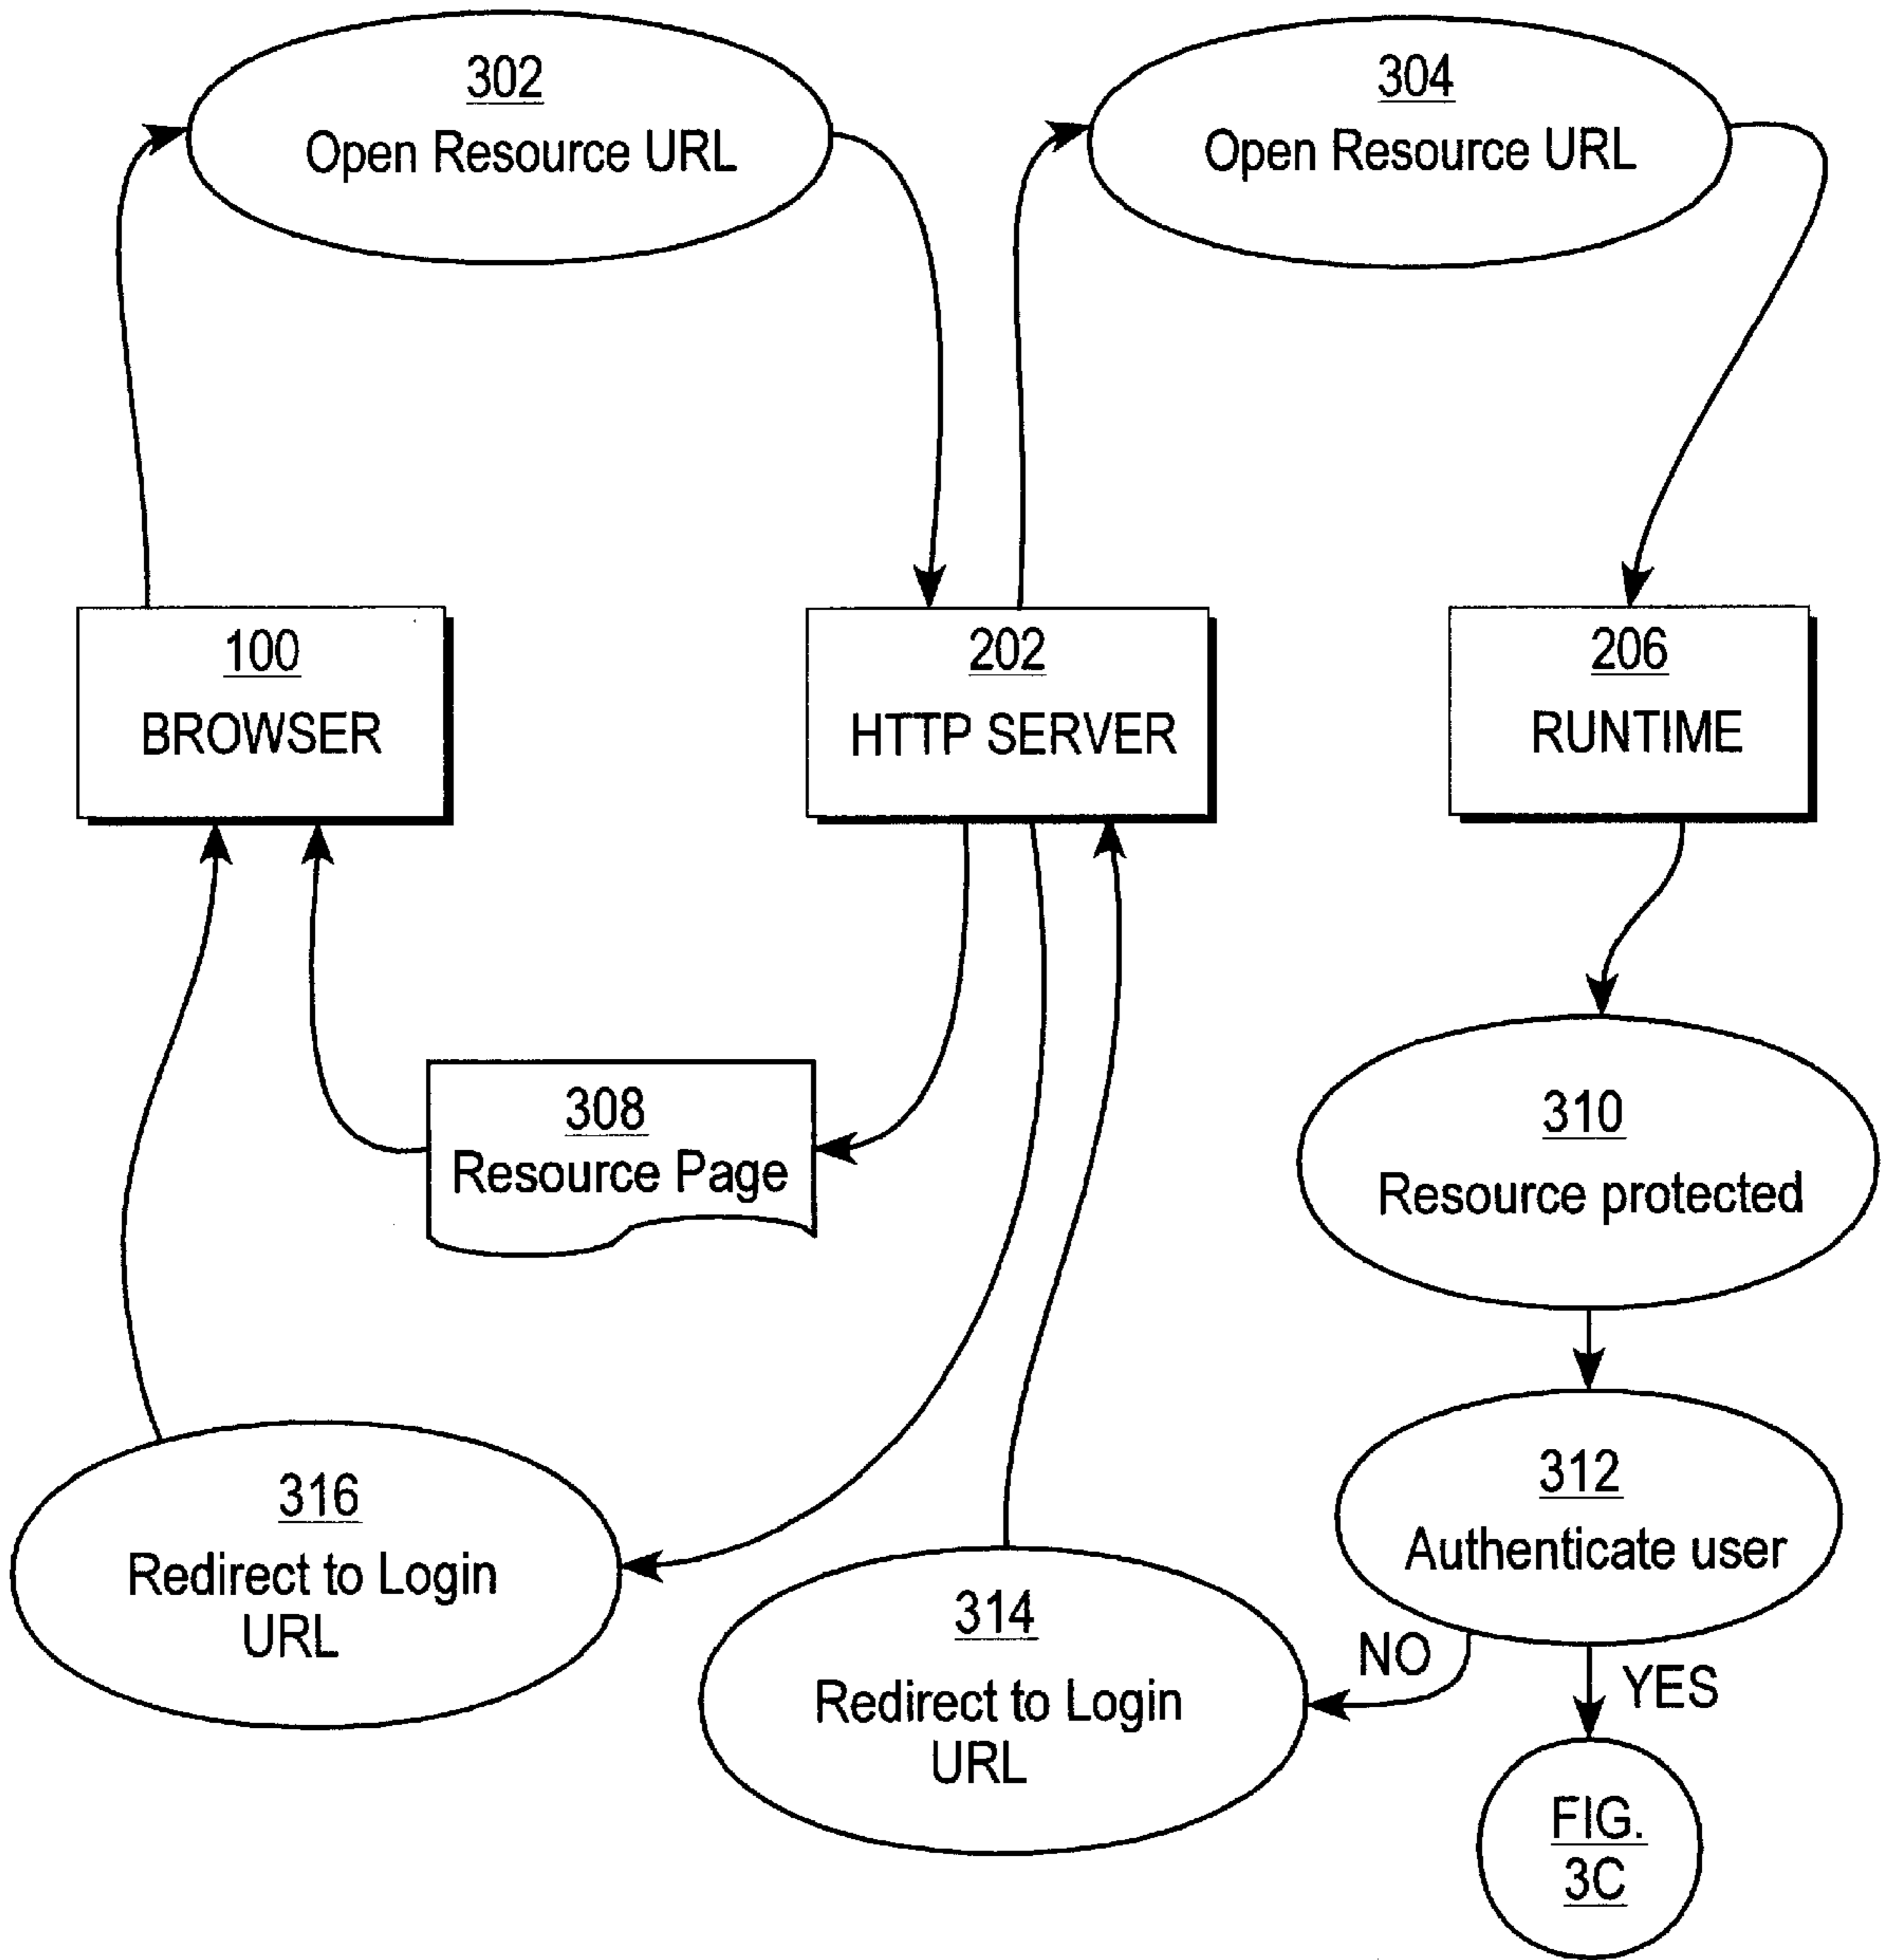 302
Open Resource URL
304
Open Resource URL
100
BROWSER
202
HTTP SERVER
206
RUNTIME
308
Resource Page
310
Resource protected
316
Redirect to Login
URL
314
Redirect to Login
URL
312
Authenticate user
NO
YES
FIG.
3C